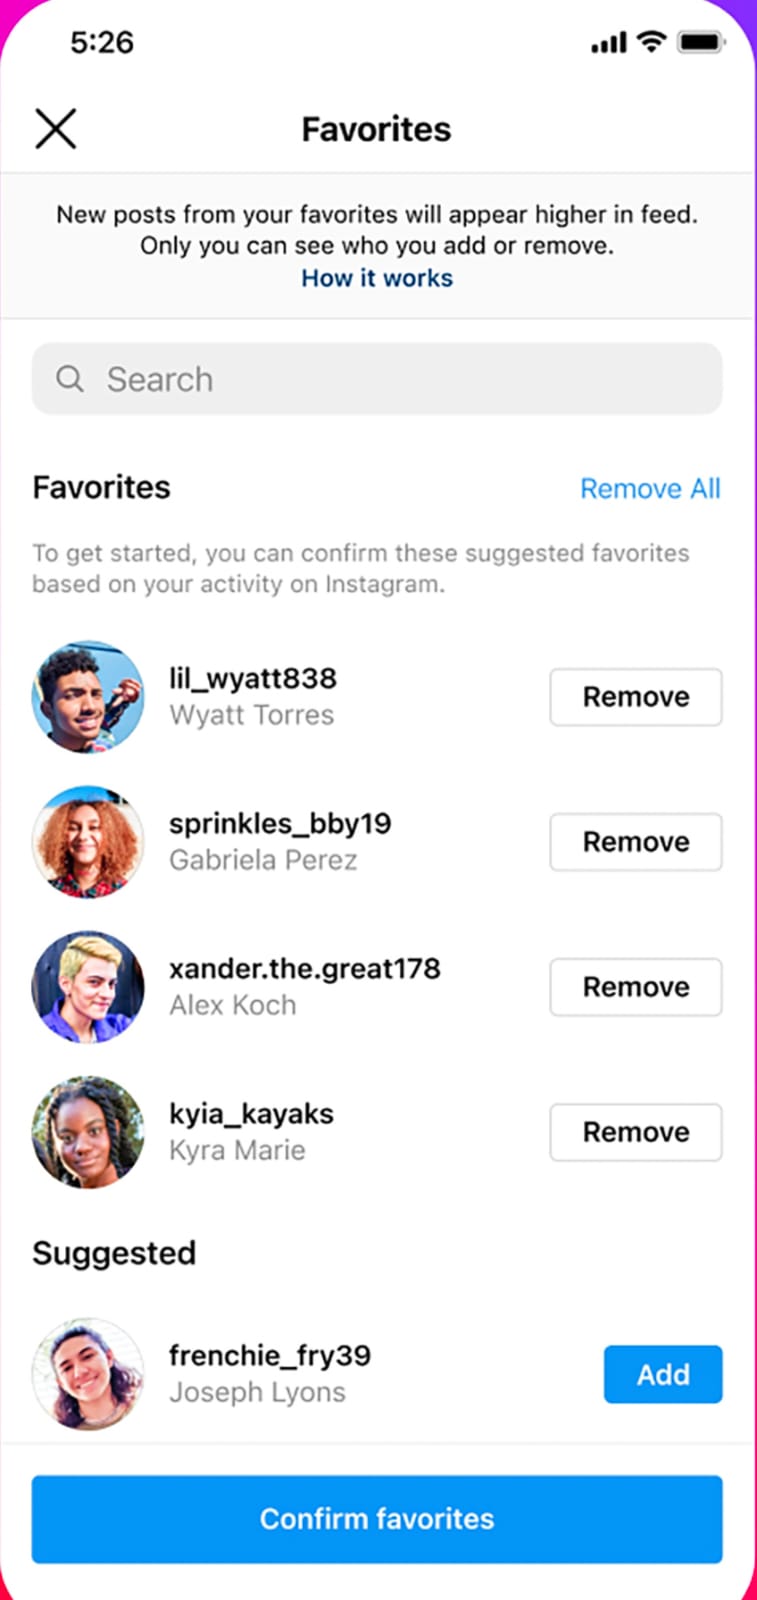 5:26
Favorites
New posts from your favorites will appear higher in feed.
Only you can see who you add or remove.
How it works
Search
Favorites
Remove All
To get started, you can confirm these suggested favorites
based on your activity on Instagram.
lil_wyatt838
Wyatt Torres
Remove
sprinkles_bby19
Gabriela Perez
Remove
xander.the.great178
Alex Koch
Remove
kyia_kayaks
Kyra Marie
Remove
Suggested
frenchie_fry39
Joseph Lyons
Add
Confirm favorites